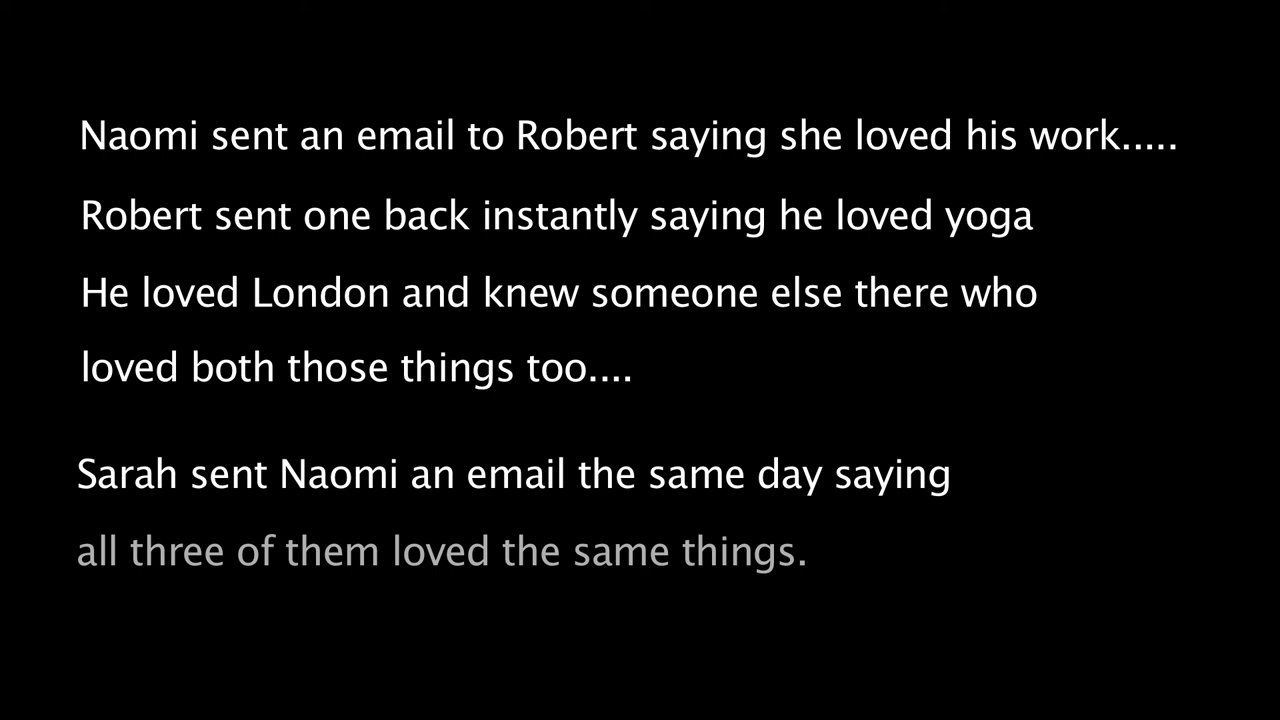 Naomi sent an email to Robert saying she loved his work.....
Robert sent one back instantly saying he loved yoga
He loved London and knew someone else there who
loved both those things too....
Sarah sent Naomi an email the same day saying
all three of them loved the same things.